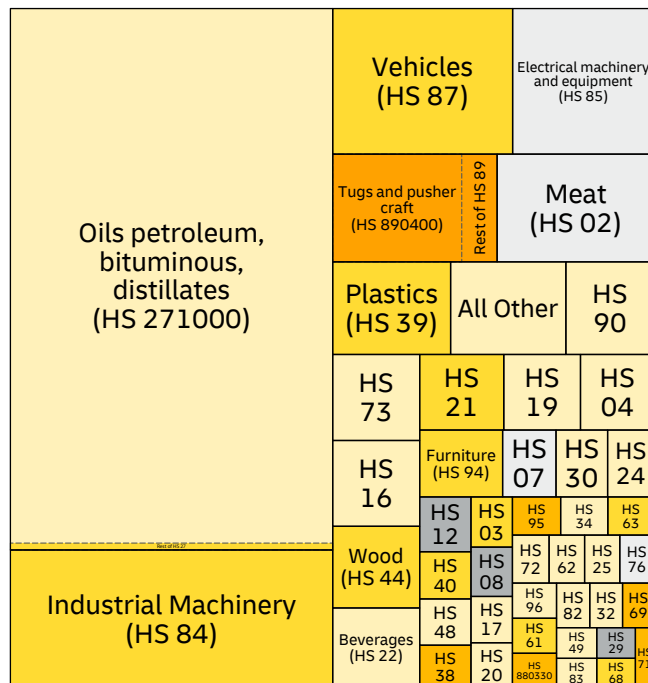 Oils petroleum,
bituminous,
distillates
(HS 271000)
Rest of HS 27
Industrial Machinery
(HS 84)
Vehicles
(HS 87)
Electrical machinery
and equipment
(HS 85)
Tugs and pusher
craft
(HS 890400)
Rest of HS 89
Meat
(HS 02)
Plastics
(HS 39)
All Other
HS
90
HS
73
HS
21
HS
19
HS
04
HS
16
Furniture
(HS 94)
HS
07
HS
30
HS
24
Wood
(HS 44)
HS
12
HS
03
HS
95
HS
34
HS
63
HS
40
HS
08
HS
72
HS
62
HS
25
HS
76
Beverages
(HS 22)
HS
48
HS
17
HS
96
HS
82
HS
32
HS
69
HS
61
HS
49
HS
29
HS
71
HS
38
HS
20
HS
880330
HS
83
HS
68